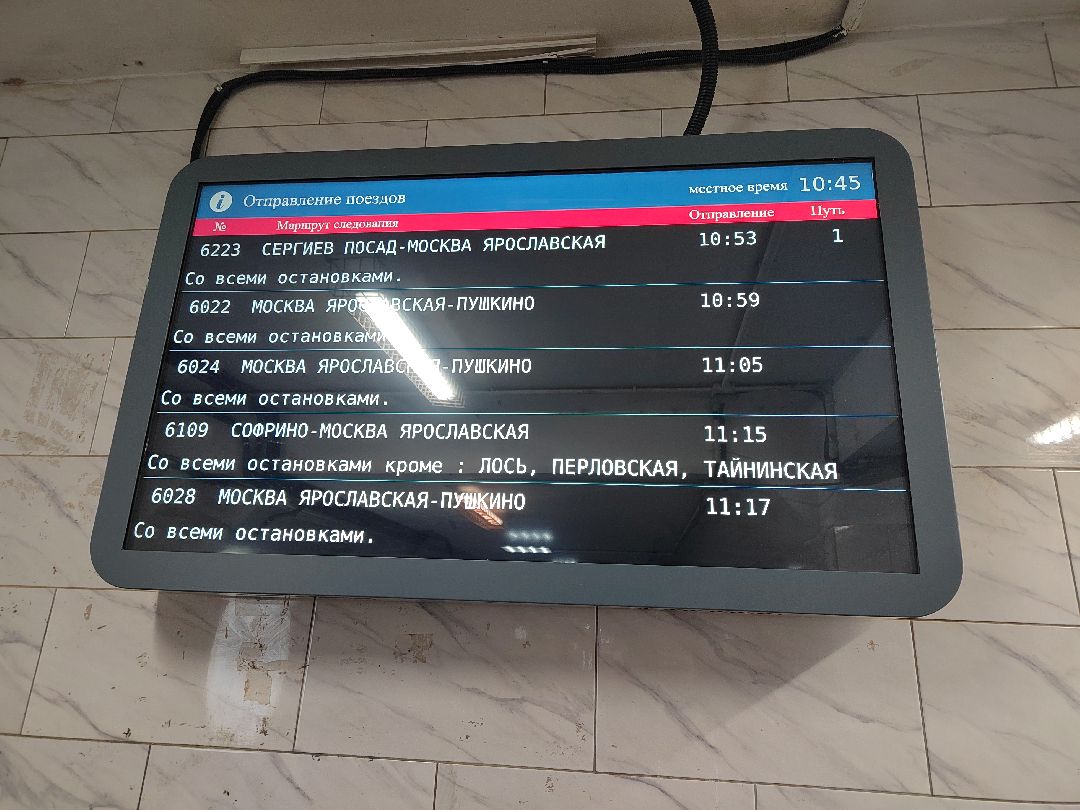 i Отправление поездов местное время 10:45
№ Маршрут следования Отправление Путь
6223 СЕРГИЕВ ПОСАД-МОСКВА ЯРОСЛАВСКАЯ 10:53 1
Со всеми остановками.
6022 МОСКВА ЯРОСЛАВСКАЯ-ПУШКИНО 10:59
Со всеми остановками.
6024 МОСКВА ЯРОСЛАВСКАЯ-ПУШКИНО 11:05
Со всеми остановками.
6109 СОФРИНО-МОСКВА ЯРОСЛАВСКАЯ 11:15
Со всеми остановками кроме : ЛОСЬ, ПЕРЛОВСКАЯ, ТАЙНИНСКАЯ
6028 МОСКВА ЯРОСЛАВСКАЯ-ПУШКИНО 11:17
Со всеми остановками.